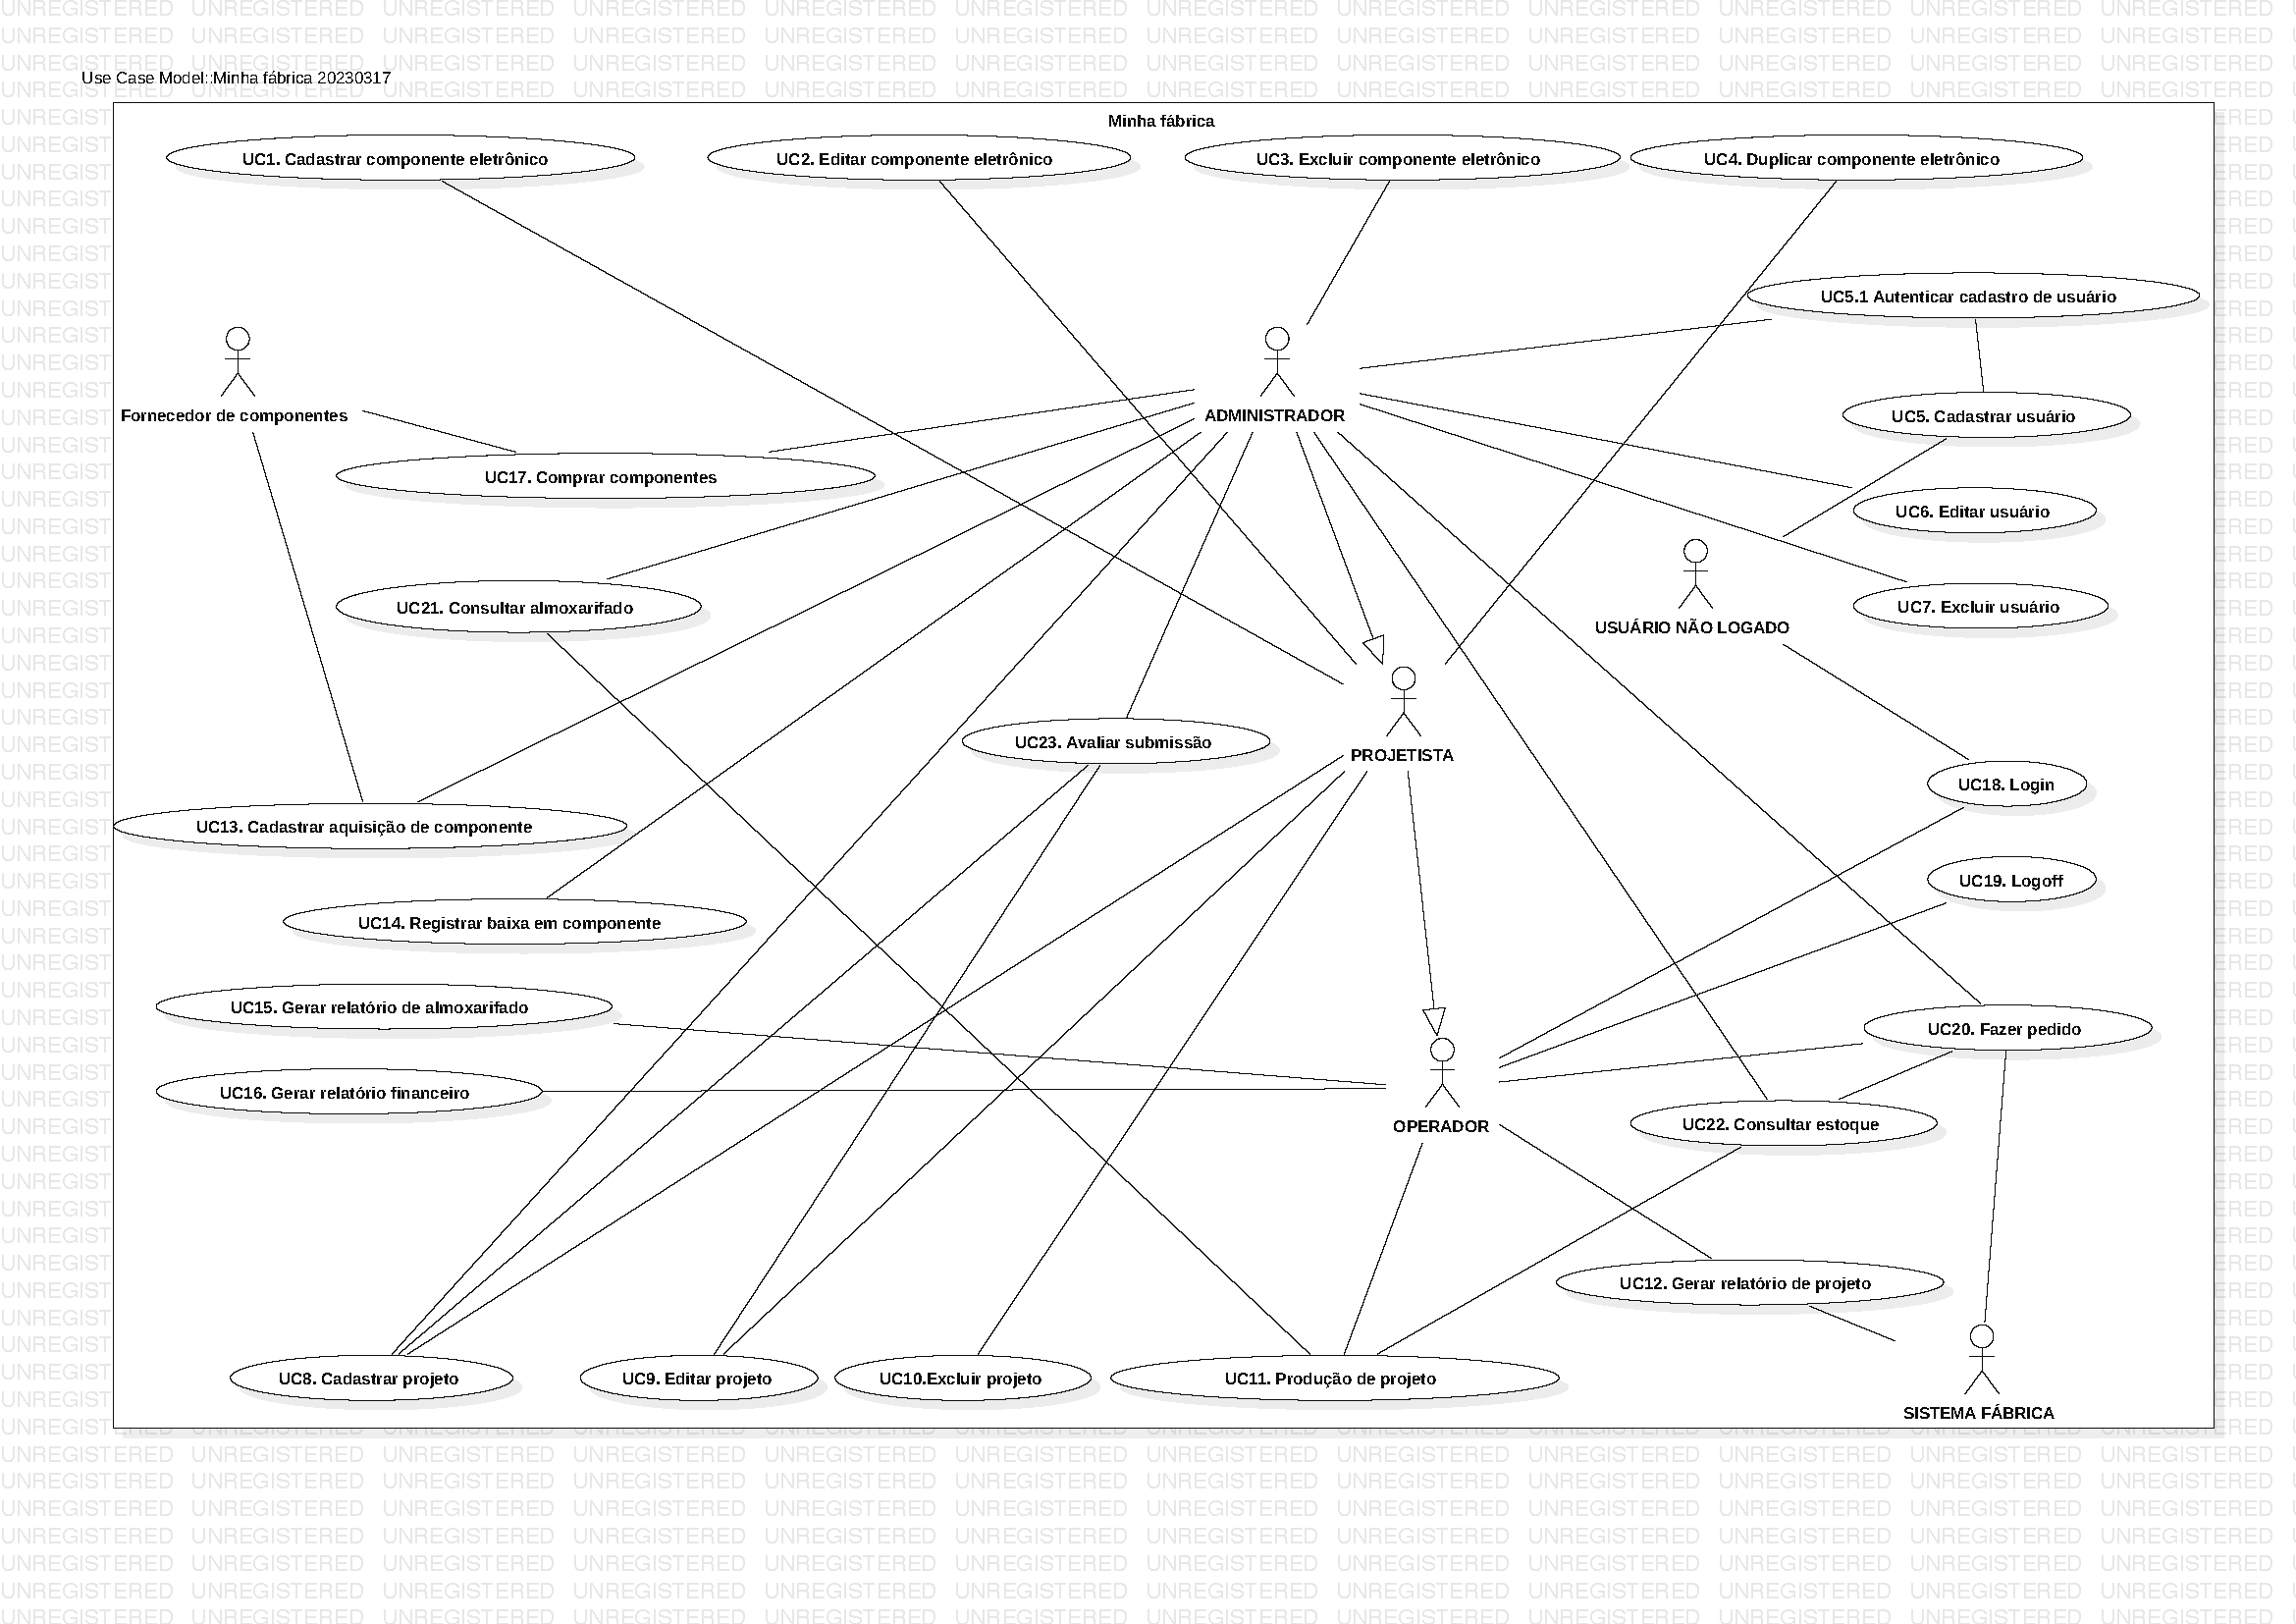 Use Case Model::Minha fábrica 20230317
Minha fábrica
UC1. Cadastrar componente eletrônico
UC2. Editar componente eletrônico
UC3. Excluir componente eletrônico
UC4. Duplicar componente eletrônico
UC5.1 Autenticar cadastro de usuário
Fornecedor de componentes
ADMINISTRADOR
UC5. Cadastrar usuário
UC17. Comprar componentes
UC6. Editar usuário
UC21. Consultar almoxarifado
UC7. Excluir usuário
USUÁRIO NÃO LOGADO
UC23. Avaliar submissão
PROJETISTA
UC18. Login
UC13. Cadastrar aquisição de componente
UC19. Logoff
UC14. Registrar baixa em componente
UC15. Gerar relatório de almoxarifado
UC20. Fazer pedido
UC16. Gerar relatório financeiro
OPERADOR
UC22. Consultar estoque
UC12. Gerar relatório de projeto
UC8. Cadastrar projeto
UC9. Editar projeto
UC10.Excluir projeto
UC11. Produção de projeto
SISTEMA FÁBRICA
UNREGISTERED